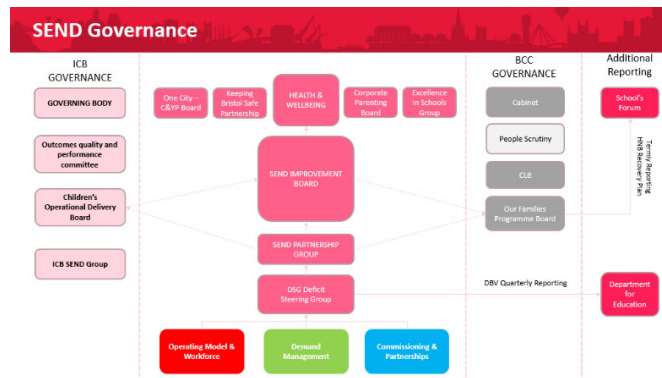 SEND Governance
ICB
GOVERNANCE
BCC
GOVERNANCE
Additional
Reporting
GOVERNING BODY
One City –
C&YP Board
Keeping
Bristol Safe
Partnership
HEALTH &
WELLBEING
Corporate
Parenting
Board
Excellence
in Schools
Group
Cabinet
School's
Forum
Outcomes quality and
performance
committee
SEND IMPROVEMENT
BOARD
People Scrutiny
Termly Reporting
HNB Recovery Plan
CLB
Children's
Operational Delivery
Board
Our Families
Programme Board
SEND PARTNERSHIP
GROUP
ICB SEND Group
DSG Deficit
Steering Group
DBV Quarterly Reporting
Department
for
Education
Operating Model &
Workforce
Demand
Management
Commissioning &
Partnerships